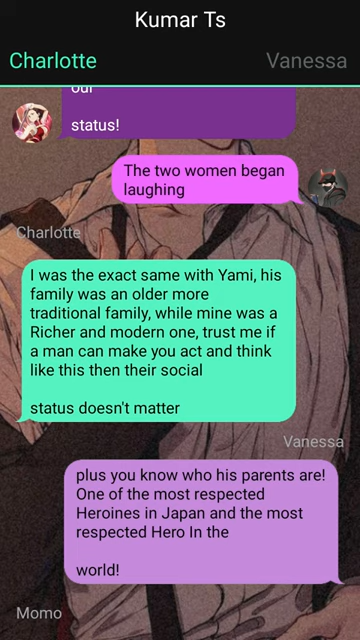 Kumar Ts
Charlotte
Vanessa
our
status!
The two women began
laughing
Charlotte
I was the exact same with Yami, his
family was an older more
traditional family, while mine was a
Richer and modern one, trust me if
a man can make you act and think
like this then their social
status doesn't matter
Vanessa
plus you know who his parents are!
One of the most respected
Heroines in Japan and the most
respected Hero In the
world!
Momo